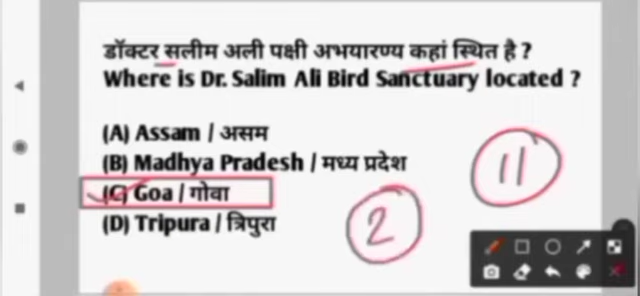 डॉक्टर सलीम अली पक्षी अभयारण्य कहां स्थित है ?
Where is Dr. Salim Ali Bird Sanctuary located ?
(A) Assam / असम
(B) Madhya Pradesh / मध्य प्रदेश
(C) Goa / गोवा
(D) Tripura / त्रिपुरा
11
2